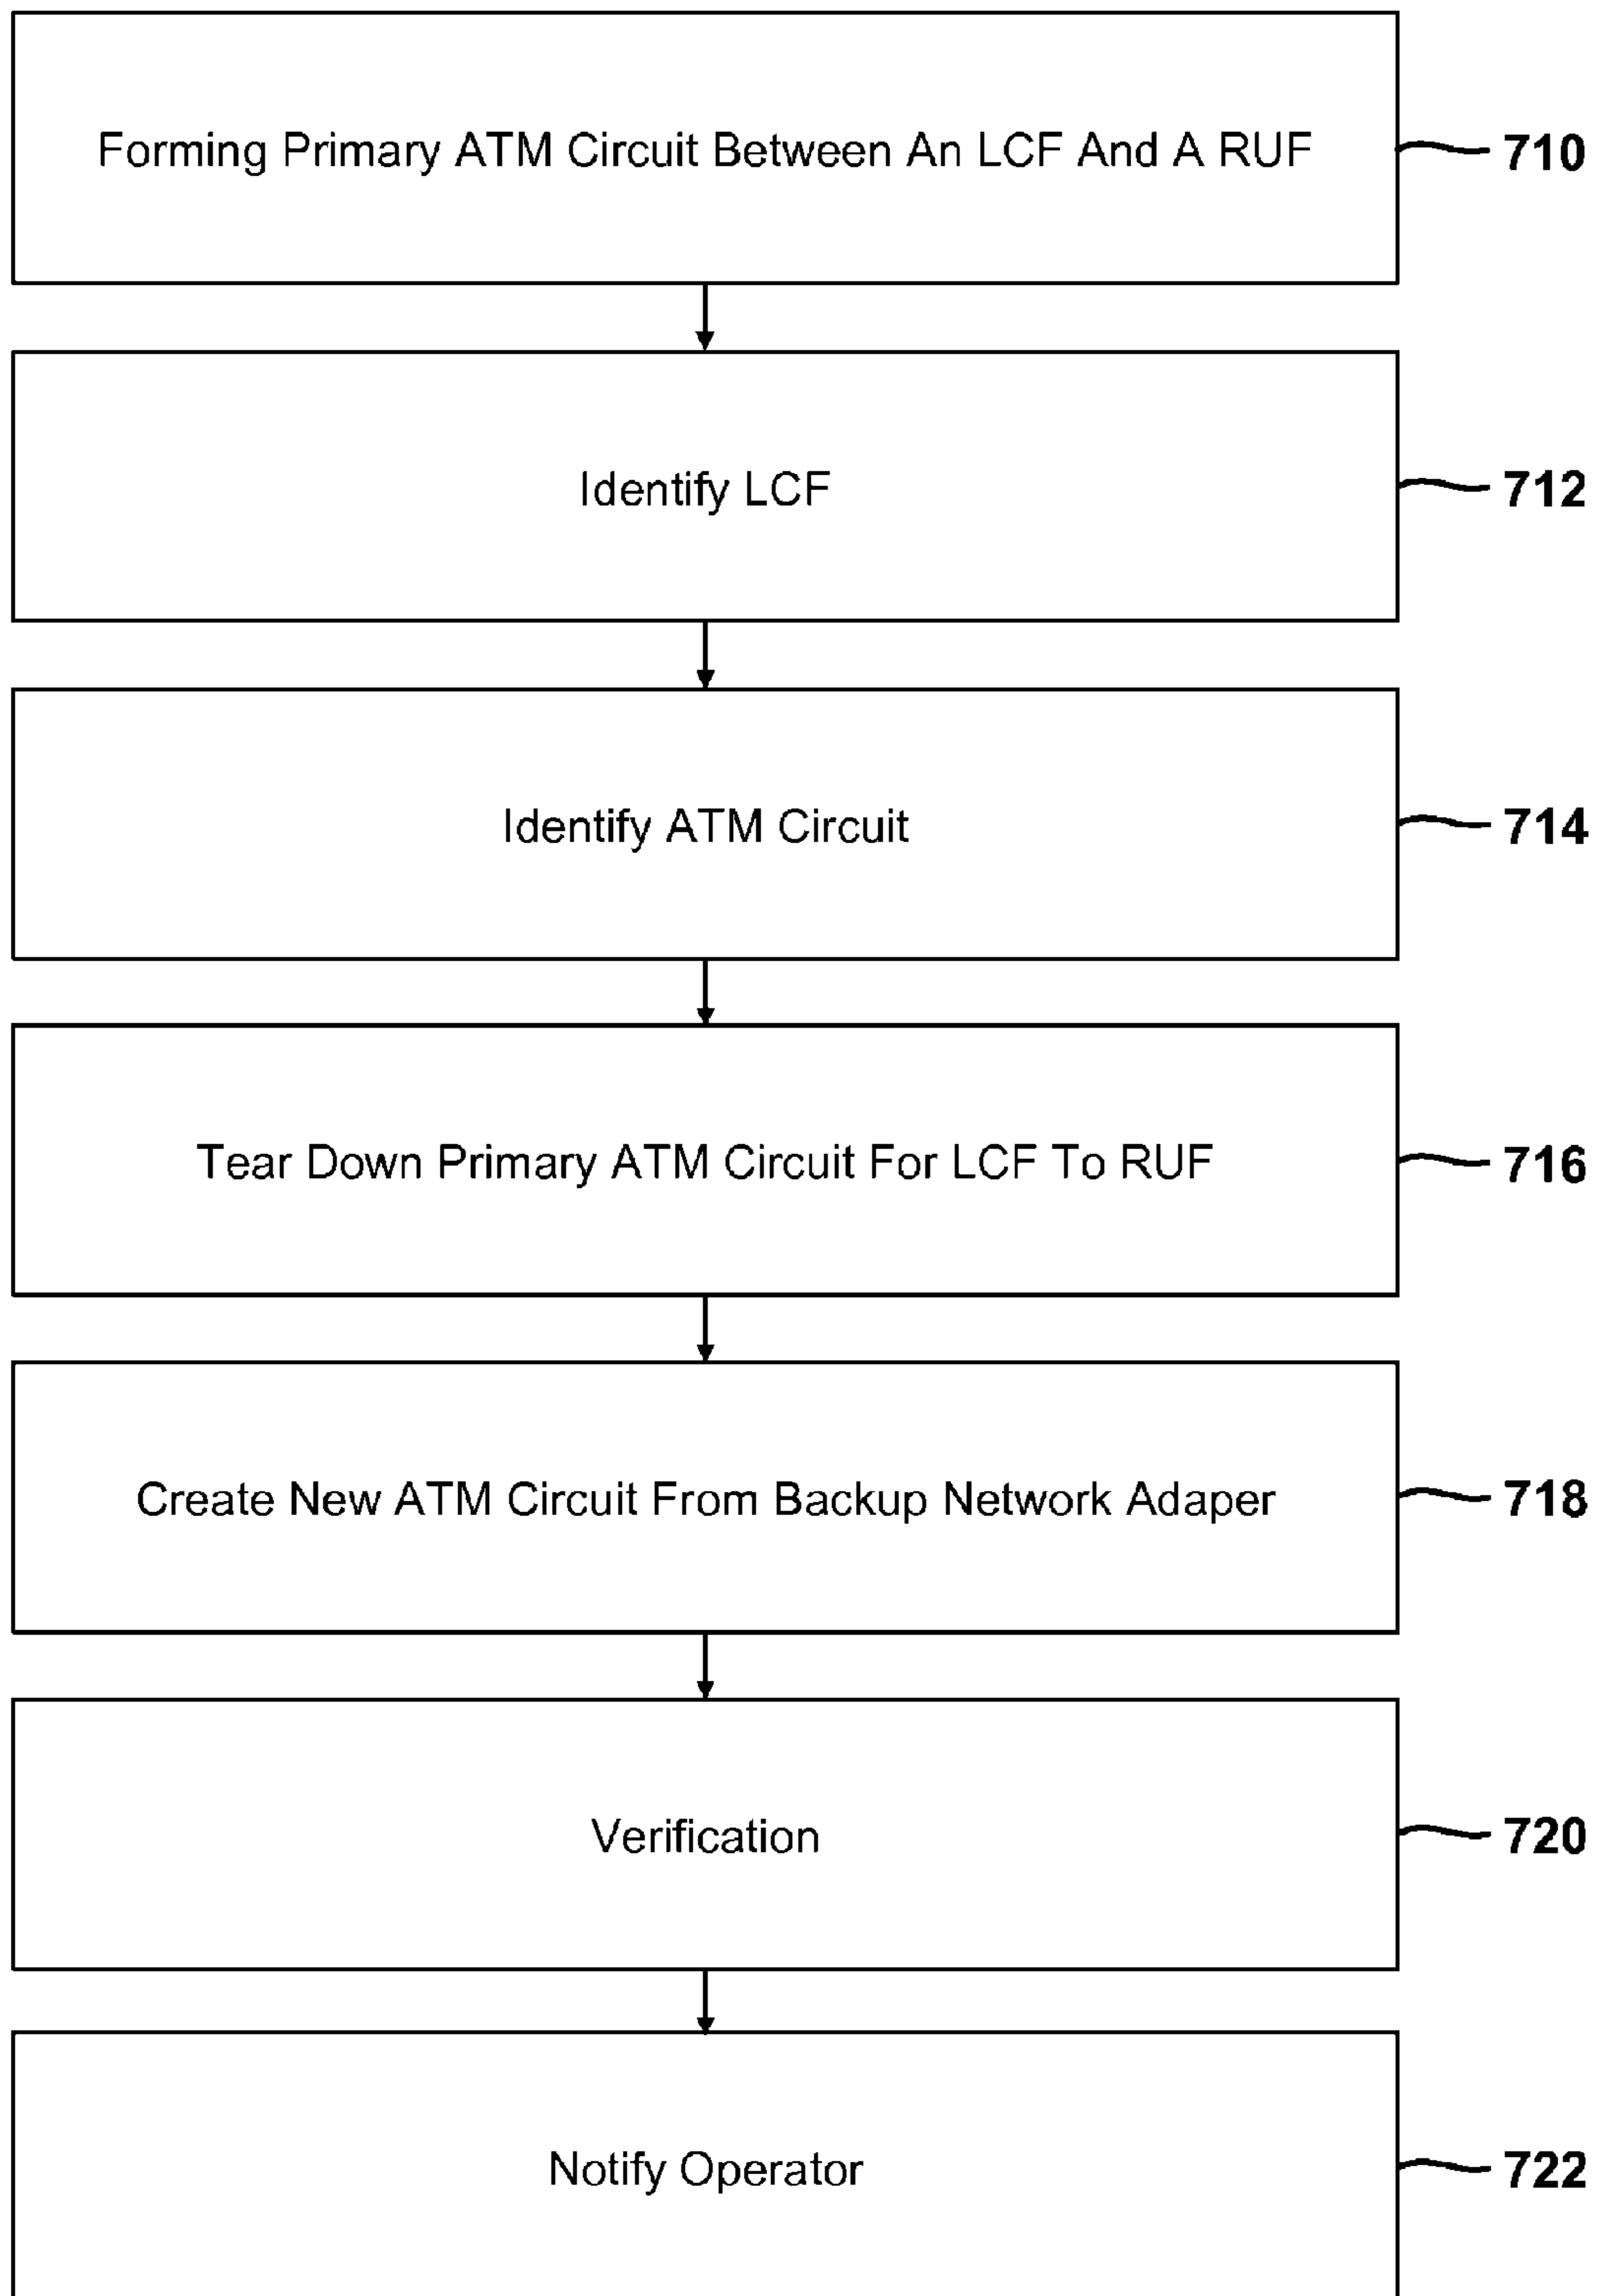 Forming Primary ATM Circuit Between An LCF And A RUF
710
Identify LCF
712
Identify ATM Circuit
714
Tear Down Primary ATM Circuit For LCF To RUF
716
Create New ATM Circuit From Backup Network Adaper
718
Verification
720
Notify Operator
722